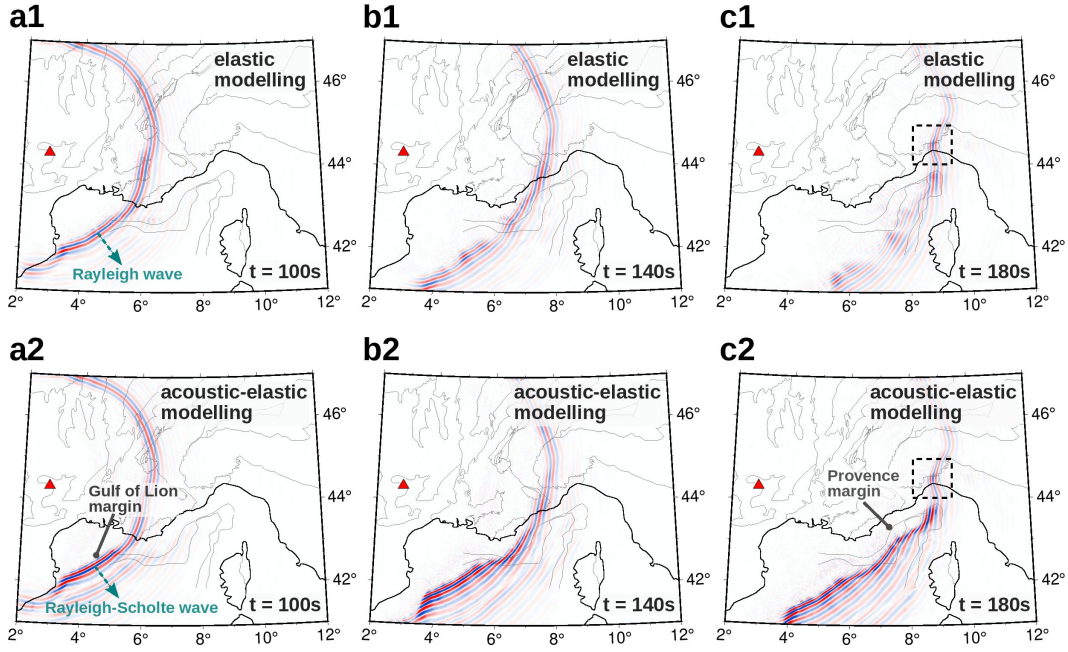 a1
b1
c1
elastic
modelling
elastic
modelling
elastic
modelling
46°
46°
46°
44°
44°
44°
42°
42°
42°
Rayleigh wave
t = 100s
t = 140s
t = 180s
2° 4° 6° 8° 10° 12°
2° 4° 6° 8° 10° 12°
2° 4° 6° 8° 10° 12°
a2
b2
c2
acoustic-elastic
modelling
acoustic-elastic
modelling
acoustic-elastic
modelling
46°
46°
46°
Gulf of Lion
margin
Provence
margin
44°
44°
44°
42°
42°
42°
Rayleigh-Scholte wave
t = 100s
t = 140s
t = 180s
2° 4° 6° 8° 10° 12°
2° 4° 6° 8° 10° 12°
2° 4° 6° 8° 10° 12°